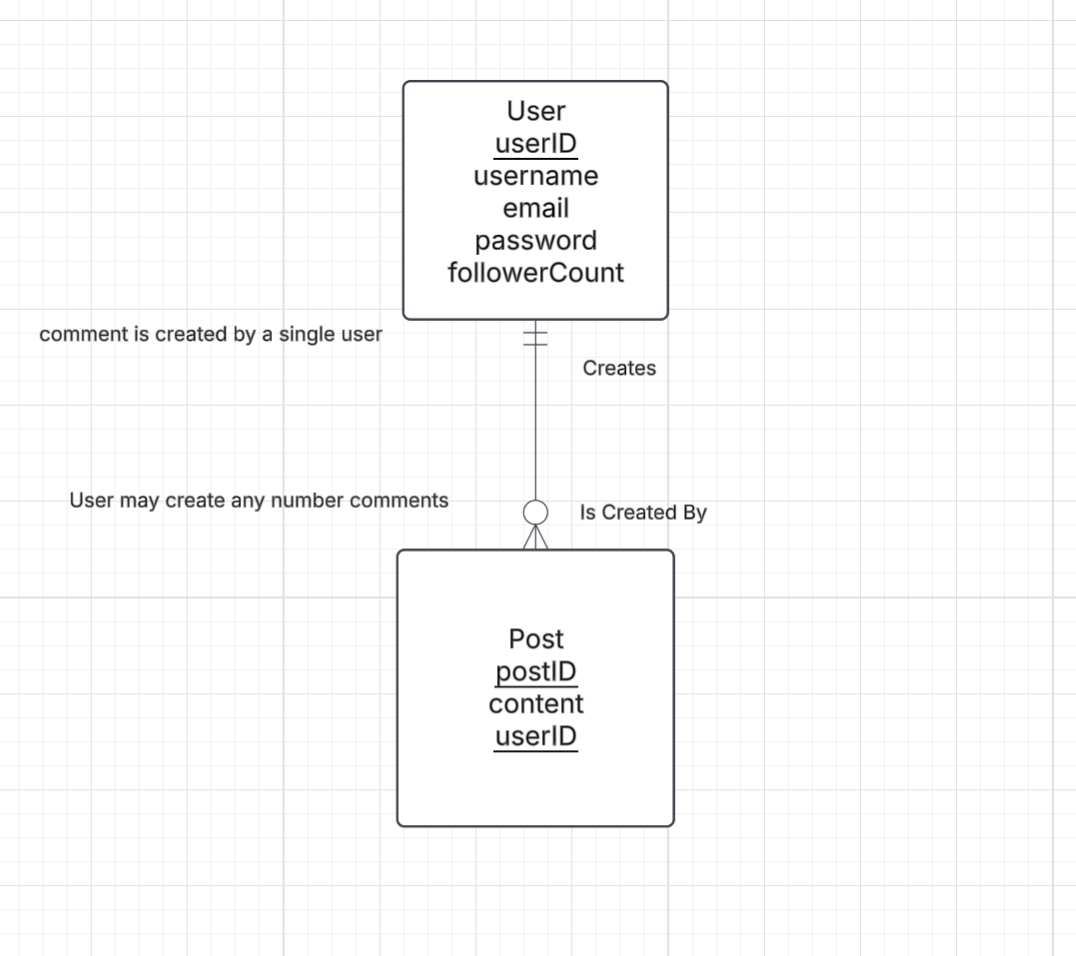 User
userID
username
email
password
followerCount
comment is created by a single user
Creates
User may create any number comments
Is Created By
Post
postID
content
userID